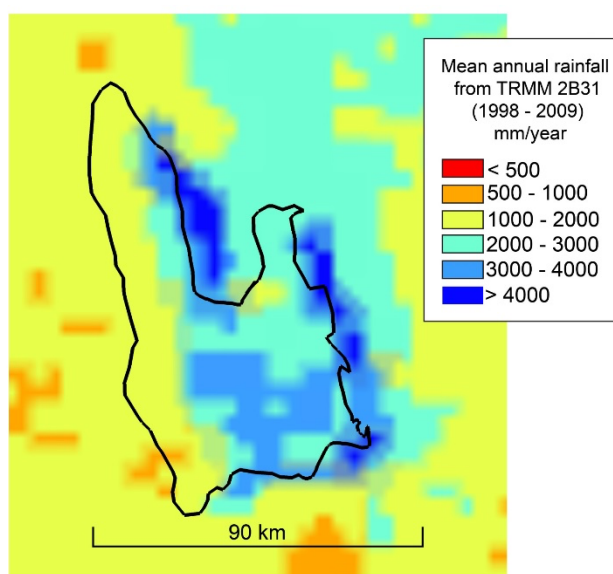 Mean annual rainfall
from TRMM 2B31
(1998 - 2009)
mm/year
< 500
500 - 1000
1000 - 2000
2000 - 3000
3000 - 4000
> 4000
90 km